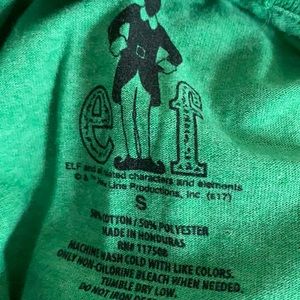 elf
ELF and all related characters and elements
© & ™ New Line Productions, Inc. (s17)
S
50% COTTON / 50% POLYESTER
MADE IN HONDURAS
RN# 117508
MACHINE WASH COLD WITH LIKE COLORS.
ONLY NON-CHLORINE BLEACH WHEN NEEDED.
TUMBLE DRY LOW.
DO NOT IRON